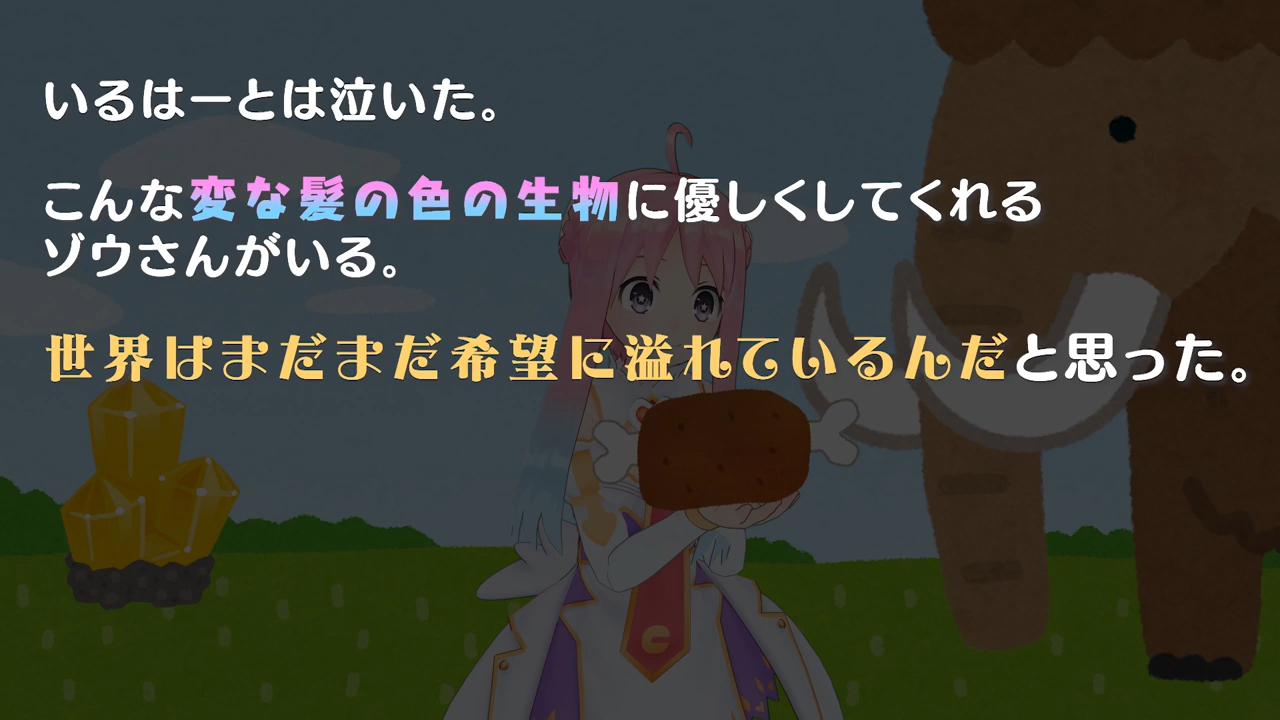 いるはーとは泣いた。
こんな変な髪の色の生物に優しくしてくれる
ゾウさんがいる。
世界はまだまだ希望に溢れているんだと思った。